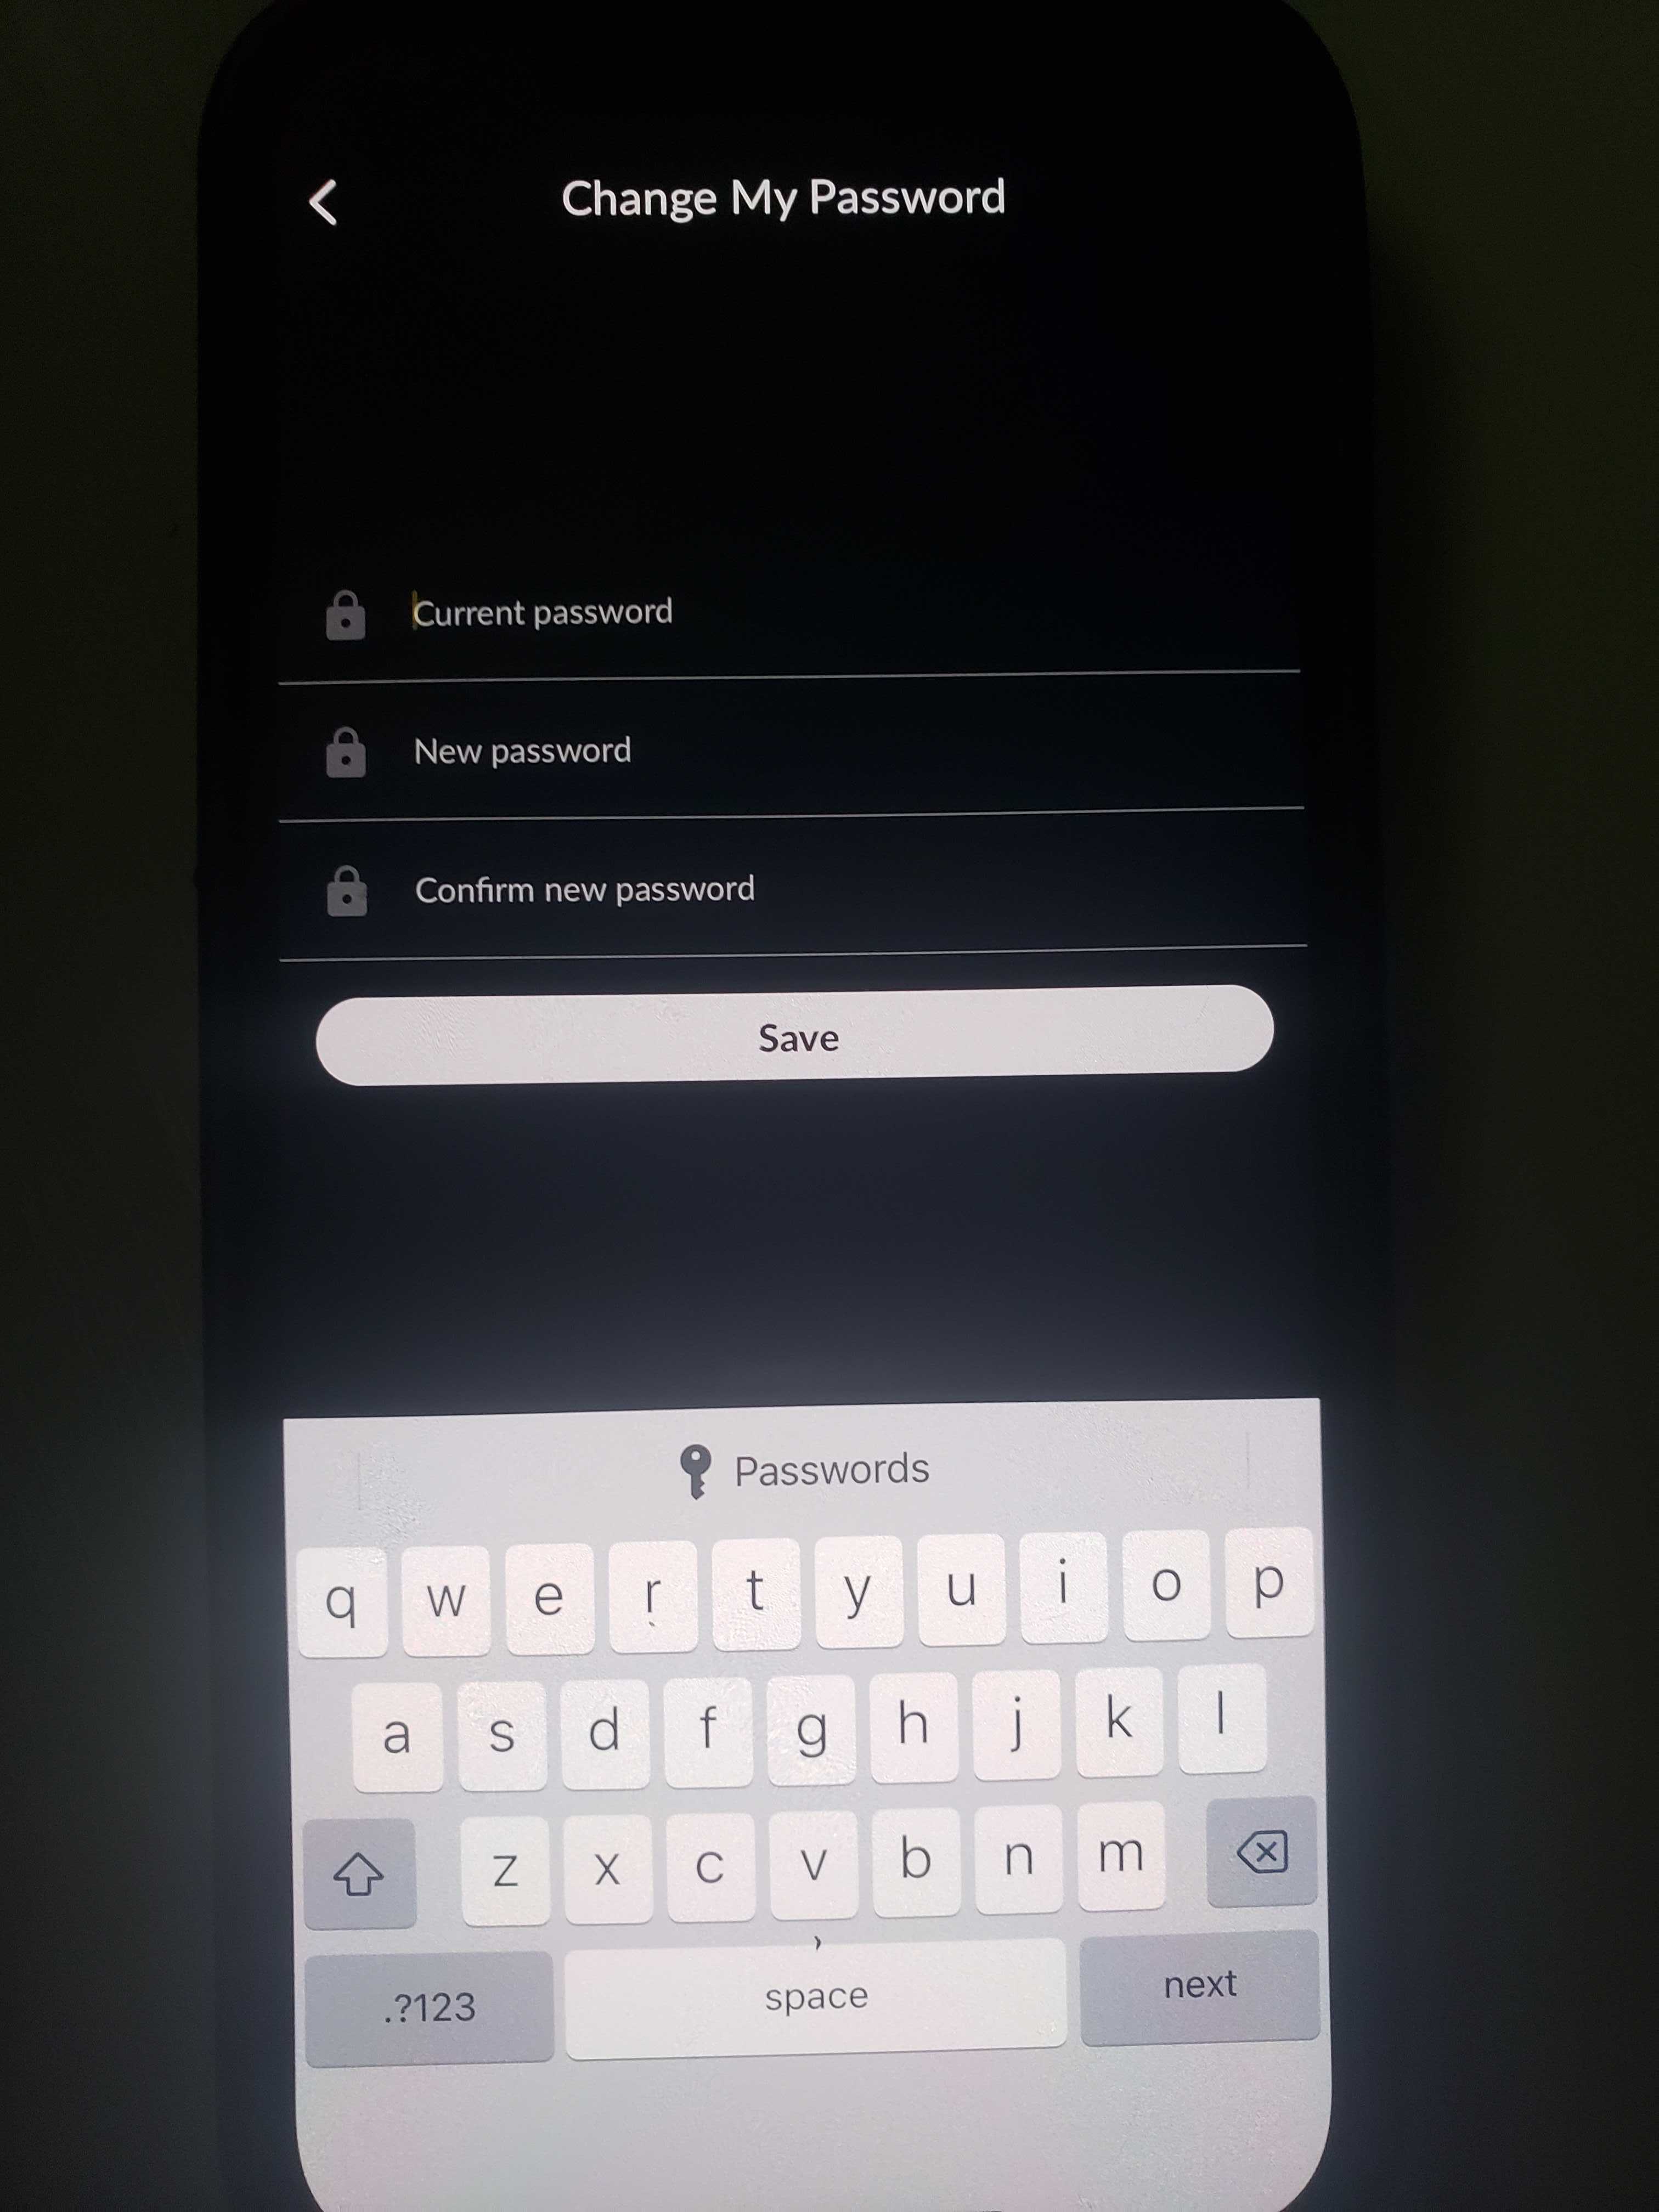 Change My Password
Current password
New password
Confirm new password
Save
Passwords
q w e r t y u i o p
a s d f g h j k l
z x c v b n m
.?123 space next